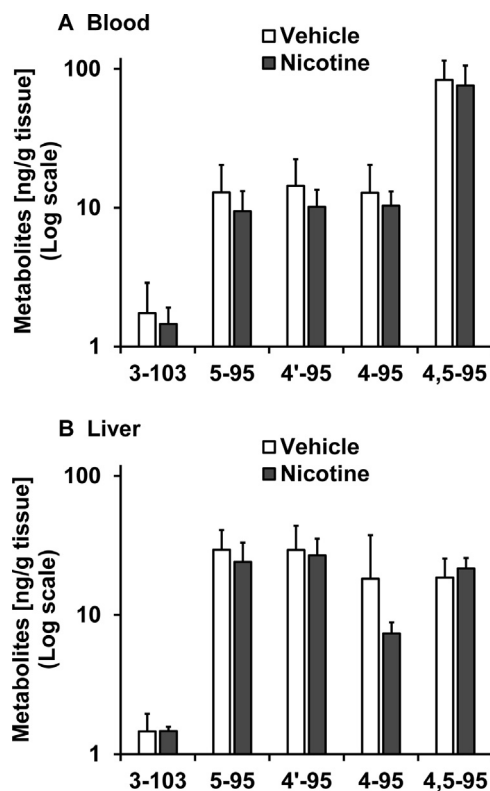 A Blood
Vehicle
Nicotine
Metabolites [ng/g tissue]
(Log scale)
100
10
1
3-103 5-95 4'-95 4-95 4,5-95
B Liver
Vehicle
Nicotine
Metabolites [ng/g tissue]
(Log scale)
100
10
1
3-103 5-95 4'-95 4-95 4,5-95